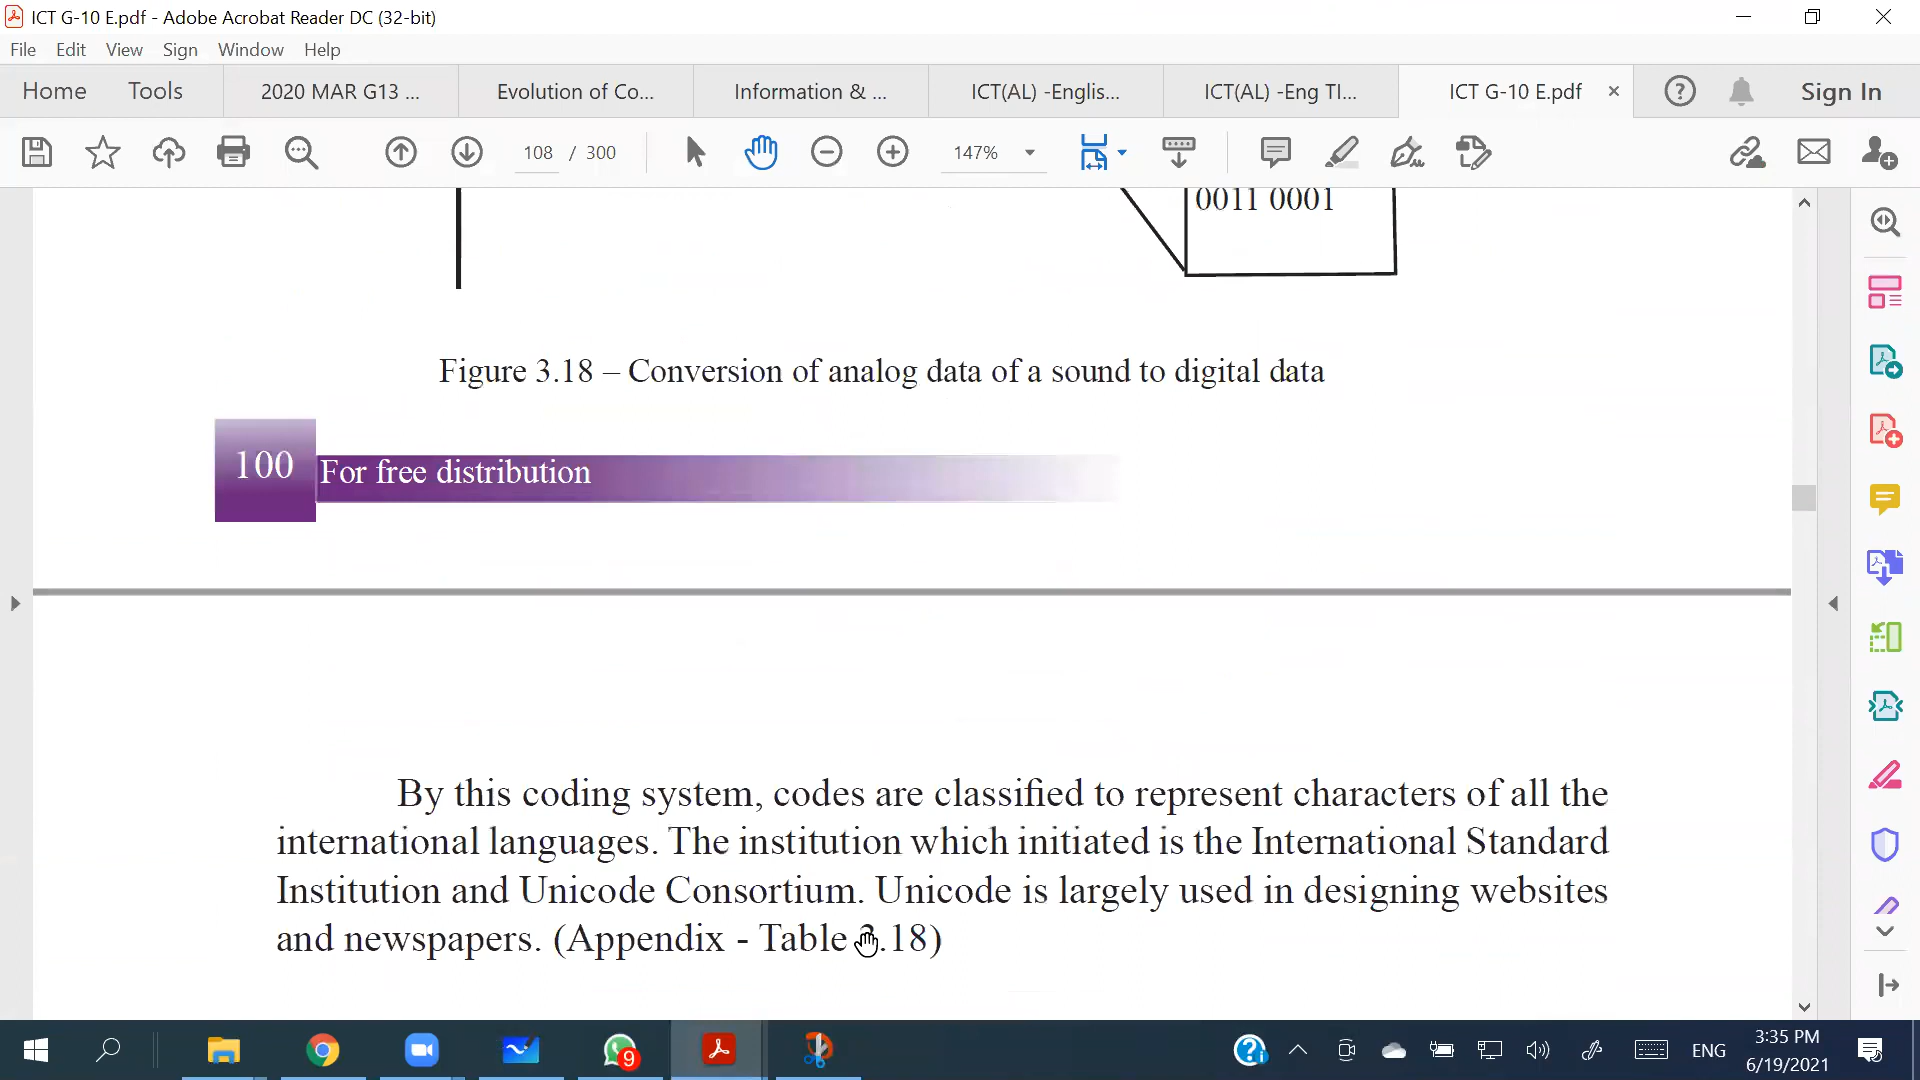 ICT G-10 E.pdf - Adobe Acrobat Reader DC (32-bit)
File Edit View Sign Window Help
Home Tools 2020 MAR G13 ... Evolution of Co... Information & ... ICT(AL) -Englis... ICT(AL) -Eng TI... ICT G-10 E.pdf Sign In
108 / 300 147%
0011 0001
Figure 3.18 – Conversion of analog data of a sound to digital data
100 For free distribution
By this coding system, codes are classified to represent characters of all the
international languages. The institution which initiated is the International Standard
Institution and Unicode Consortium. Unicode is largely used in designing websites
and newspapers. (Appendix - Table .18)
9
ENG
3:35 PM
6/19/2021